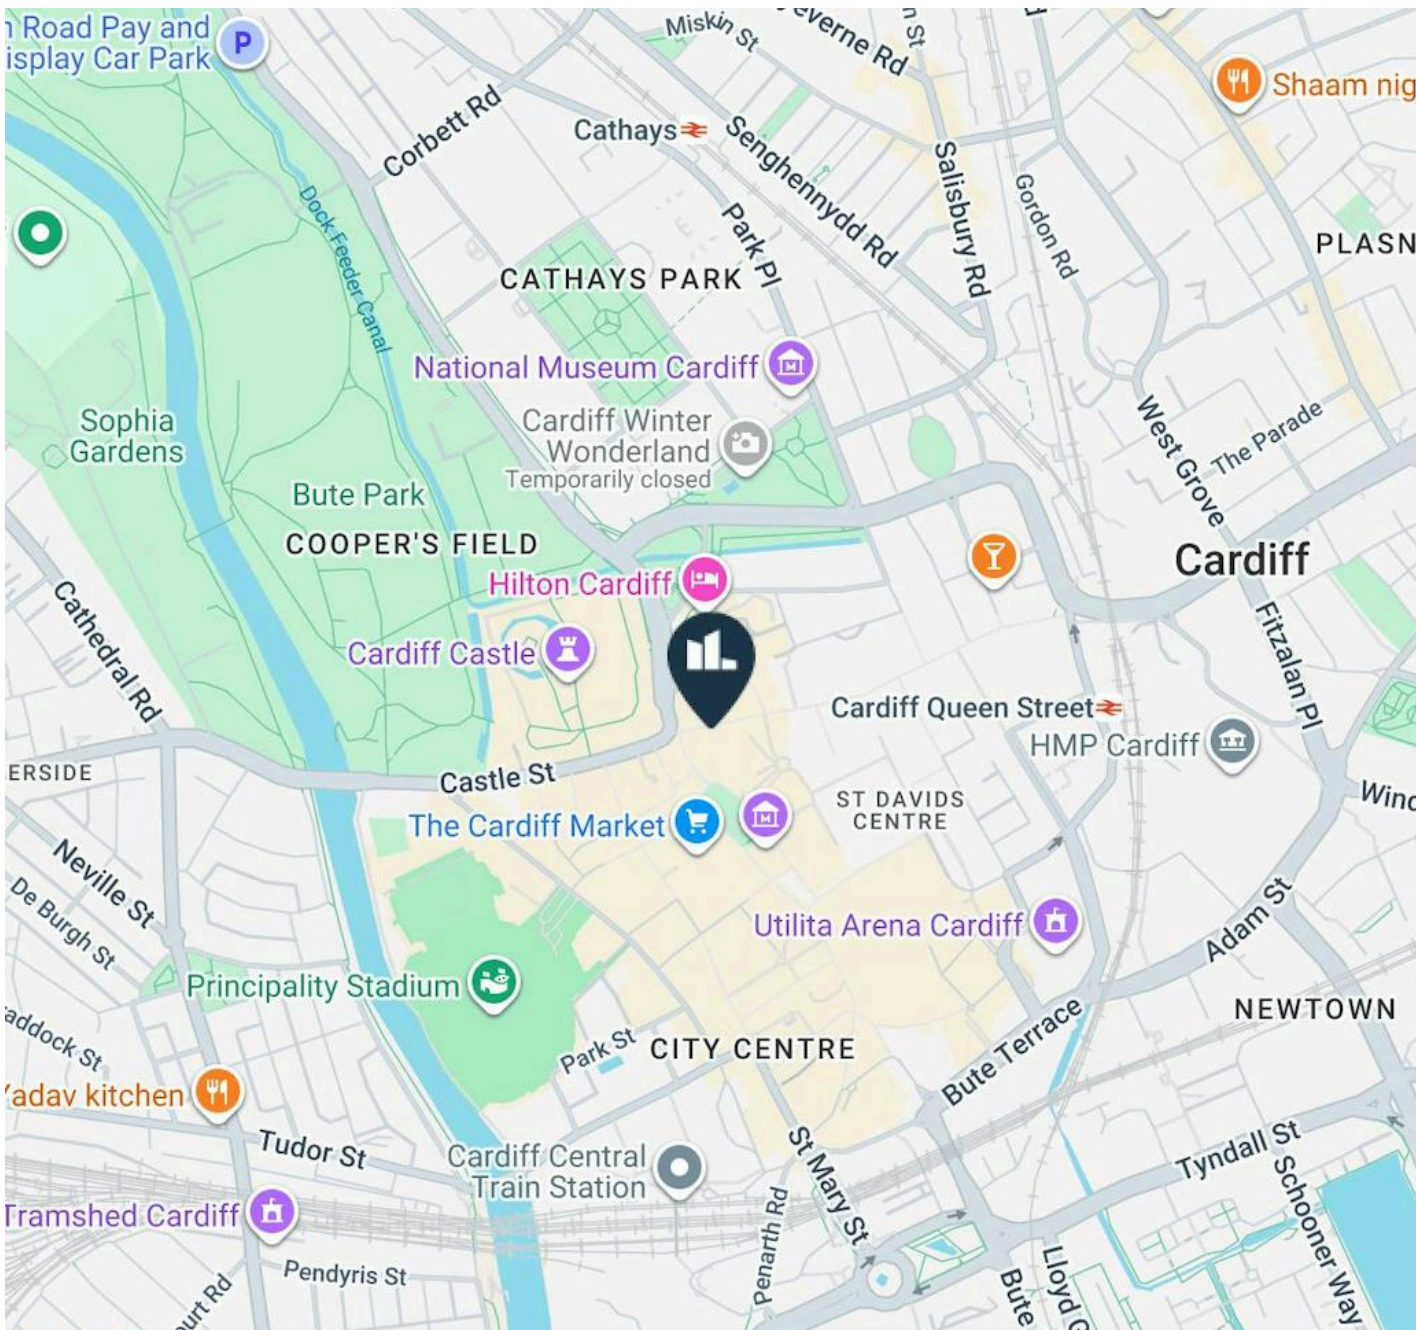 Road Pay and
isplay Car Park
P
Miskin St
everne Rd
n St
Shaam nig
Corbett Rd
Cathays
Senghennydd Rd
Salisbury Rd
Gordon Rd
Dock Feeder Canal
Park Pl
PLASN
CATHAYS PARK
National Museum Cardiff
M
Cardiff Winter
Wonderland
Temporarily closed
Sophia
Gardens
West Grove
The Parade
Bute Park
COOPER'S FIELD
Cardiff
Hilton Cardiff
Cathedral Rd
Cardiff Castle
Fitzalan Pl
Cardiff Queen Street
HMP Cardiff
ERSIDE
Castle St
ST DAVIDS
CENTRE
Wind
The Cardiff Market
M
Neville St
De Burgh St
Utilita Arena Cardiff
Adam St
Principality Stadium
NEWTOWN
addock St
Park St
CITY CENTRE
Bute Terrace
Yadav kitchen
Tudor St
Cardiff Central
Train Station
St Mary St
Tyndall St
Schooner Way
Tramshed Cardiff
Penarth Rd
Pendyris St
ourt Rd
Bute
Lloyd G